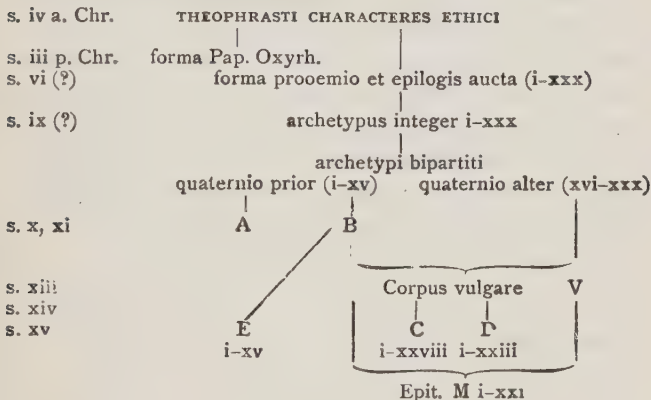 s. iv a. Chr. THEOPHRASTI CHARACTERES ETHICI
s. iii p. Chr. forma Pap. Oxyrh.
s. vi (?) forma prooemio et epilogis aucta (i–xxx)
s. ix (?) archetypus integer i–xxx
archetypi bipartiti
quaternio prior (i–xv) quaternio alter (xvi–xxx)
s. x, xi A B
s. xiii Corpus vulgare V
s. xiv
s. xv E C D
i–xv i–xxviii i–xxiii
Epit. M i–xxi